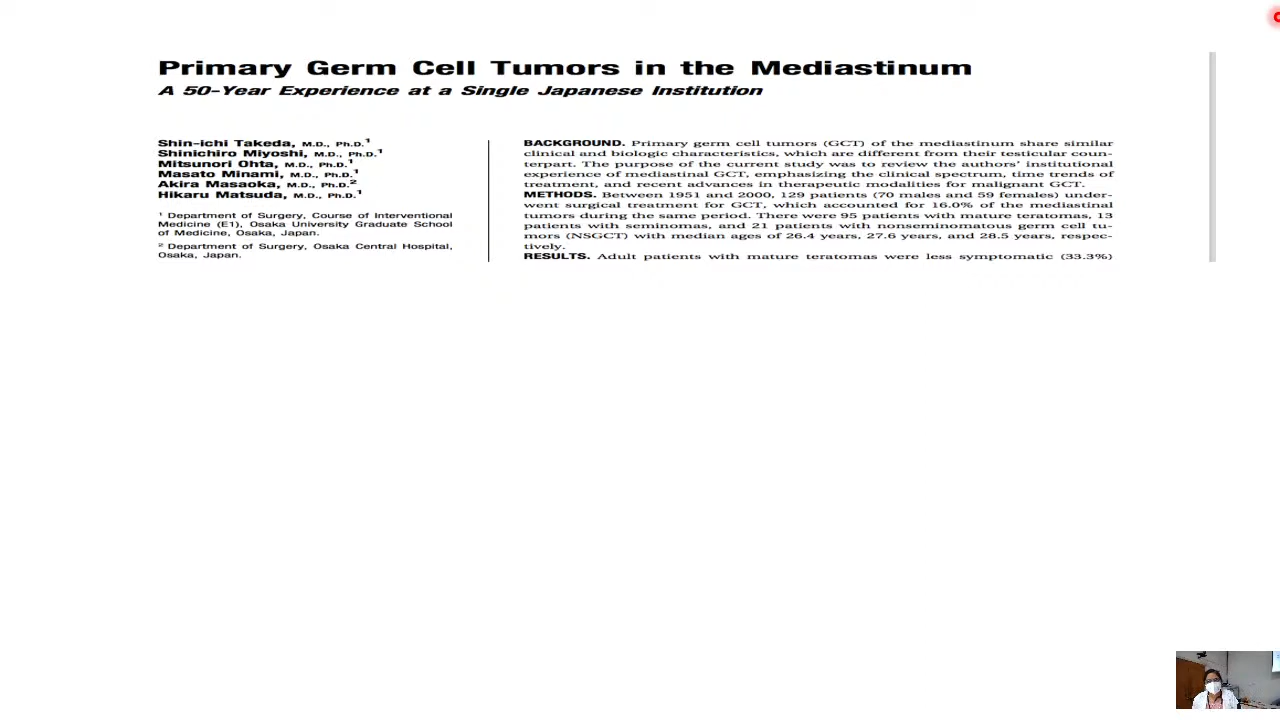 Primary Germ Cell Tumors in the Mediastinum
A 50-Year Experience at a Single Japanese Institution
Shin-ichi Takeda, M.D., Ph.D.¹
Shinichiro Miyoshi, M.D., Ph.D.¹
Mitsunori Ohta, M.D., Ph.D.¹
Masato Minami, M.D., Ph.D.¹
Akira Masaoka, M.D., Ph.D.²
Hikaru Matsuda, M.D., Ph.D.¹
¹ Department of Surgery, Course of Interventional
Medicine (E1), Osaka University Graduate School
of Medicine, Osaka, Japan.
² Department of Surgery, Osaka Central Hospital,
Osaka, Japan.
BACKGROUND. Primary germ cell tumors (GCT) of the mediastinum share similar
clinical and biologic characteristics, which are different from their testicular coun-
terpart. The purpose of the current study was to review the authors' institutional
experience of mediastinal GCT, emphasizing the clinical spectrum, time trends of
treatment, and recent advances in therapeutic modalities for malignant GCT.
METHODS. Between 1951 and 2000, 129 patients (70 males and 59 females) under-
went surgical treatment for GCT, which accounted for 16.0% of the mediastinal
tumors during the same period. There were 95 patients with mature teratomas, 13
patients with seminomas, and 21 patients with nonseminomatous germ cell tu-
mors (NSGCT) with median ages of 26.4 years, 27.6 years, and 28.5 years, respec-
tively.
RESULTS. Adult patients with mature teratomas were less symptomatic (33.3%)